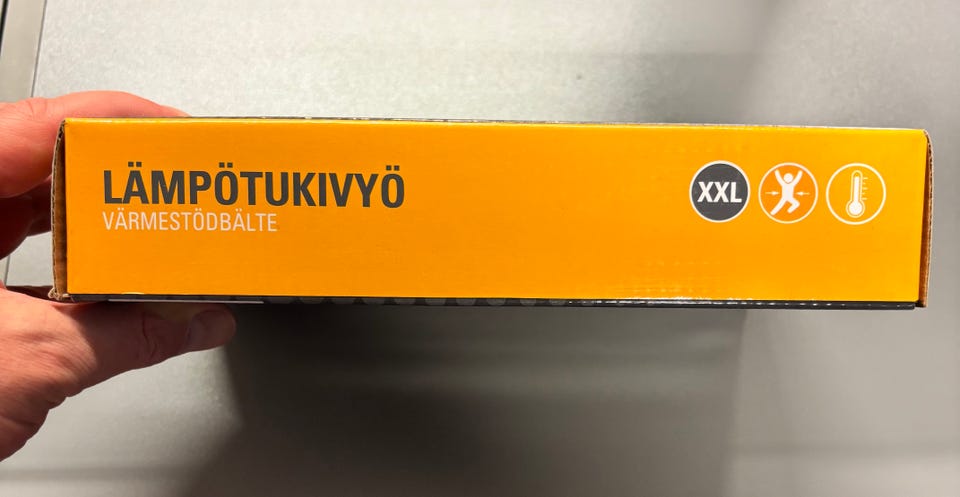 LÄMPÖTUKIVYÖ
VÄRMESTÖDBÄLTE
XXL